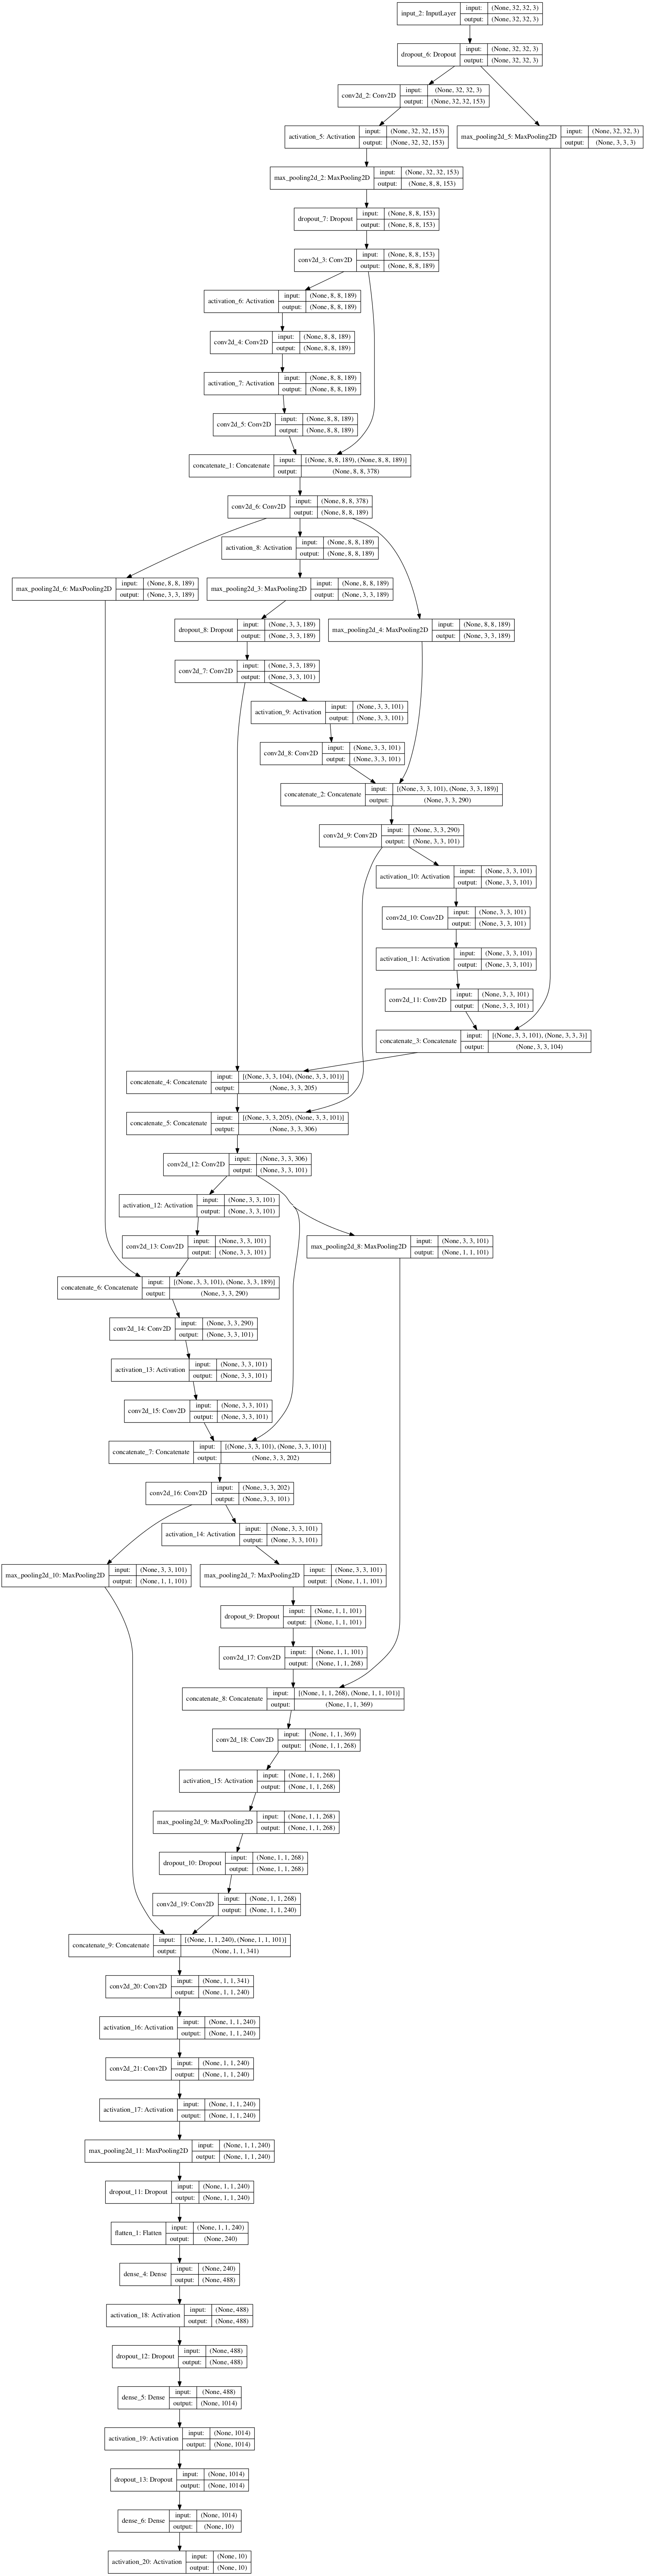 input_2: InputLayer
input: (None, 32, 32, 3)
output: (None, 32, 32, 3)
dropout_6: Dropout
input: (None, 32, 32, 3)
output: (None, 32, 32, 3)
conv2d_2: Conv2D
input: (None, 32, 32, 3)
output: (None, 32, 32, 153)
activation_5: Activation
input: (None, 32, 32, 153)
output: (None, 32, 32, 153)
max_pooling2d_5: MaxPooling2D
input: (None, 32, 32, 3)
output: (None, 3, 3, 3)
max_pooling2d_2: MaxPooling2D
input: (None, 32, 32, 153)
output: (None, 8, 8, 153)
dropout_7: Dropout
input: (None, 8, 8, 153)
output: (None, 8, 8, 153)
conv2d_3: Conv2D
input: (None, 8, 8, 153)
output: (None, 8, 8, 189)
activation_6: Activation
input: (None, 8, 8, 189)
output: (None, 8, 8, 189)
conv2d_4: Conv2D
input: (None, 8, 8, 189)
output: (None, 8, 8, 189)
activation_7: Activation
input: (None, 8, 8, 189)
output: (None, 8, 8, 189)
conv2d_5: Conv2D
input: (None, 8, 8, 189)
output: (None, 8, 8, 189)
concatenate_1: Concatenate
input: [(None, 8, 8, 189), (None, 8, 8, 189)]
output: (None, 8, 8, 378)
conv2d_6: Conv2D
input: (None, 8, 8, 378)
output: (None, 8, 8, 189)
activation_8: Activation
input: (None, 8, 8, 189)
output: (None, 8, 8, 189)
max_pooling2d_6: MaxPooling2D
input: (None, 8, 8, 189)
output: (None, 3, 3, 189)
max_pooling2d_3: MaxPooling2D
input: (None, 8, 8, 189)
output: (None, 3, 3, 189)
dropout_8: Dropout
input: (None, 3, 3, 189)
output: (None, 3, 3, 189)
max_pooling2d_4: MaxPooling2D
input: (None, 8, 8, 189)
output: (None, 3, 3, 189)
conv2d_7: Conv2D
input: (None, 3, 3, 189)
output: (None, 3, 3, 101)
activation_9: Activation
input: (None, 3, 3, 101)
output: (None, 3, 3, 101)
conv2d_8: Conv2D
input: (None, 3, 3, 101)
output: (None, 3, 3, 101)
concatenate_2: Concatenate
input: [(None, 3, 3, 101), (None, 3, 3, 189)]
output: (None, 3, 3, 290)
conv2d_9: Conv2D
input: (None, 3, 3, 290)
output: (None, 3, 3, 101)
activation_10: Activation
input: (None, 3, 3, 101)
output: (None, 3, 3, 101)
conv2d_10: Conv2D
input: (None, 3, 3, 101)
output: (None, 3, 3, 101)
activation_11: Activation
input: (None, 3, 3, 101)
output: (None, 3, 3, 101)
conv2d_11: Conv2D
input: (None, 3, 3, 101)
output: (None, 3, 3, 101)
concatenate_3: Concatenate
input: [(None, 3, 3, 101), (None, 3, 3, 3)]
output: (None, 3, 3, 104)
concatenate_4: Concatenate
input: [(None, 3, 3, 104), (None, 3, 3, 101)]
output: (None, 3, 3, 205)
concatenate_5: Concatenate
input: [(None, 3, 3, 205), (None, 3, 3, 101)]
output: (None, 3, 3, 306)
conv2d_12: Conv2D
input: (None, 3, 3, 306)
output: (None, 3, 3, 101)
activation_12: Activation
input: (None, 3, 3, 101)
output: (None, 3, 3, 101)
conv2d_13: Conv2D
input: (None, 3, 3, 101)
output: (None, 3, 3, 101)
max_pooling2d_8: MaxPooling2D
input: (None, 3, 3, 101)
output: (None, 1, 1, 101)
concatenate_6: Concatenate
input: [(None, 3, 3, 101), (None, 3, 3, 189)]
output: (None, 3, 3, 290)
conv2d_14: Conv2D
input: (None, 3, 3, 290)
output: (None, 3, 3, 101)
activation_13: Activation
input: (None, 3, 3, 101)
output: (None, 3, 3, 101)
conv2d_15: Conv2D
input: (None, 3, 3, 101)
output: (None, 3, 3, 101)
concatenate_7: Concatenate
input: [(None, 3, 3, 101), (None, 3, 3, 101)]
output: (None, 3, 3, 202)
conv2d_16: Conv2D
input: (None, 3, 3, 202)
output: (None, 3, 3, 101)
activation_14: Activation
input: (None, 3, 3, 101)
output: (None, 3, 3, 101)
max_pooling2d_10: MaxPooling2D
input: (None, 3, 3, 101)
output: (None, 1, 1, 101)
max_pooling2d_7: MaxPooling2D
input: (None, 3, 3, 101)
output: (None, 1, 1, 101)
dropout_9: Dropout
input: (None, 1, 1, 101)
output: (None, 1, 1, 101)
conv2d_17: Conv2D
input: (None, 1, 1, 101)
output: (None, 1, 1, 268)
concatenate_8: Concatenate
input: [(None, 1, 1, 268), (None, 1, 1, 101)]
output: (None, 1, 1, 369)
conv2d_18: Conv2D
input: (None, 1, 1, 369)
output: (None, 1, 1, 268)
activation_15: Activation
input: (None, 1, 1, 268)
output: (None, 1, 1, 268)
max_pooling2d_9: MaxPooling2D
input: (None, 1, 1, 268)
output: (None, 1, 1, 268)
dropout_10: Dropout
input: (None, 1, 1, 268)
output: (None, 1, 1, 268)
conv2d_19: Conv2D
input: (None, 1, 1, 268)
output: (None, 1, 1, 240)
concatenate_9: Concatenate
input: [(None, 1, 1, 240), (None, 1, 1, 101)]
output: (None, 1, 1, 341)
conv2d_20: Conv2D
input: (None, 1, 1, 341)
output: (None, 1, 1, 240)
activation_16: Activation
input: (None, 1, 1, 240)
output: (None, 1, 1, 240)
conv2d_21: Conv2D
input: (None, 1, 1, 240)
output: (None, 1, 1, 240)
activation_17: Activation
input: (None, 1, 1, 240)
output: (None, 1, 1, 240)
max_pooling2d_11: MaxPooling2D
input: (None, 1, 1, 240)
output: (None, 1, 1, 240)
dropout_11: Dropout
input: (None, 1, 1, 240)
output: (None, 1, 1, 240)
flatten_1: Flatten
input: (None, 1, 1, 240)
output: (None, 240)
dense_4: Dense
input: (None, 240)
output: (None, 488)
activation_18: Activation
input: (None, 488)
output: (None, 488)
dropout_12: Dropout
input: (None, 488)
output: (None, 488)
dense_5: Dense
input: (None, 488)
output: (None, 1014)
activation_19: Activation
input: (None, 1014)
output: (None, 1014)
dropout_13: Dropout
input: (None, 1014)
output: (None, 1014)
dense_6: Dense
input: (None, 1014)
output: (None, 10)
activation_20: Activation
input: (None, 10)
output: (None, 10)